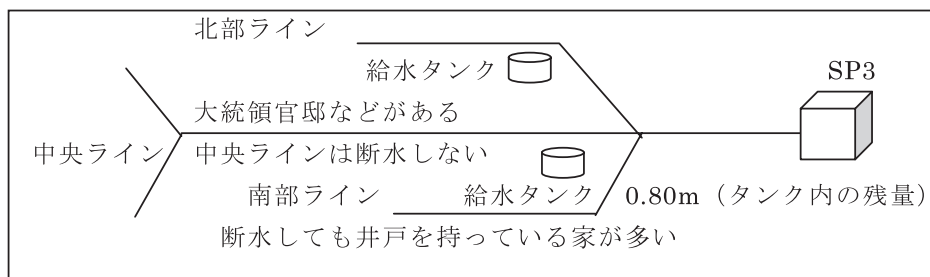 北部ライン
給水タンク
SP3
大統領官邸などがある
中央ライン
中央ラインは断水しない
南部ライン
給水タンク
0.80m（タンク内の残量）
断水しても井戸を持っている家が多い